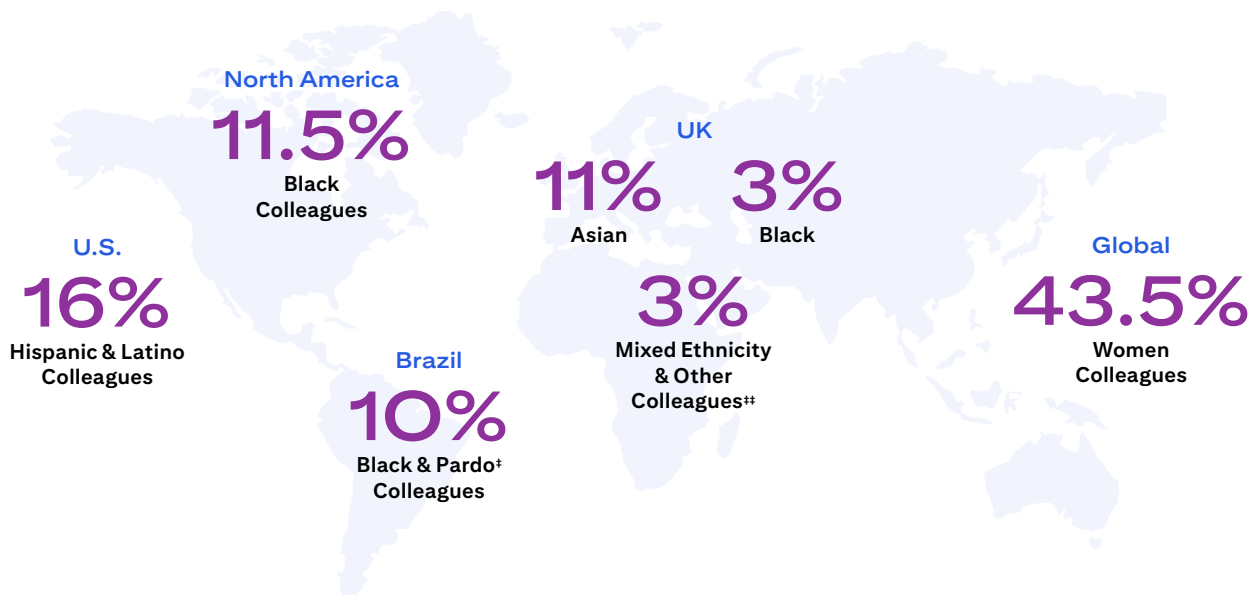 North America
11.5%
Black
Colleagues
UK
11%
Asian
3%
Black
3%
Mixed Ethnicity
& Other
Colleagues‡‡
U.S.
16%
Hispanic & Latino
Colleagues
Global
43.5%
Women
Colleagues
Brazil
10%
Black & Pardo‡
Colleagues